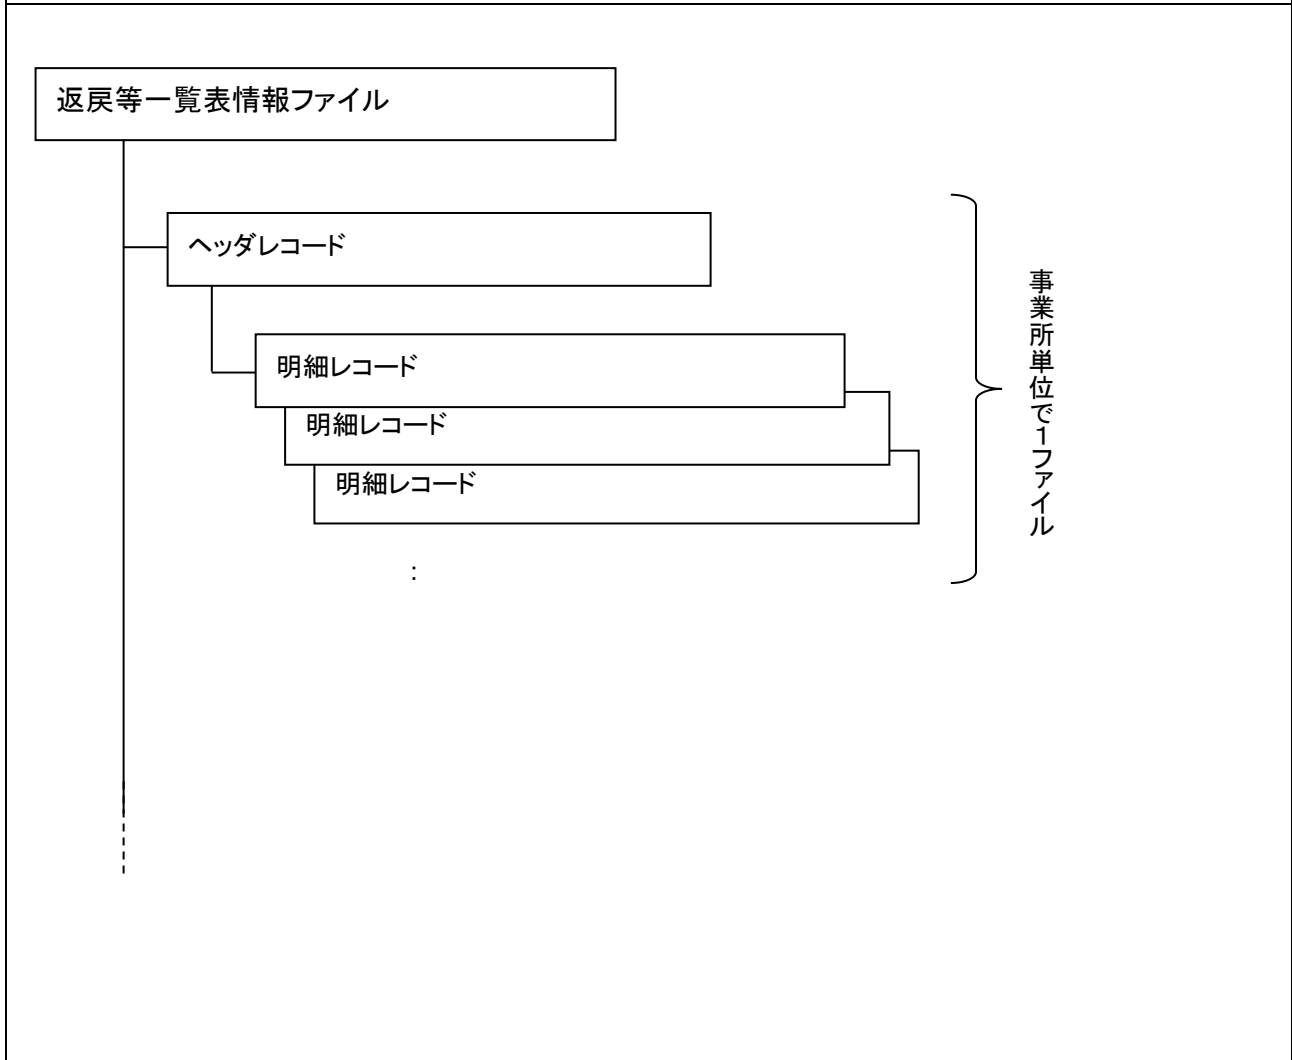 返戻等一覧表情報ファイル
ヘッダレコード
明細レコード
明細レコード
明細レコード
:
事業所単位で1ファイル